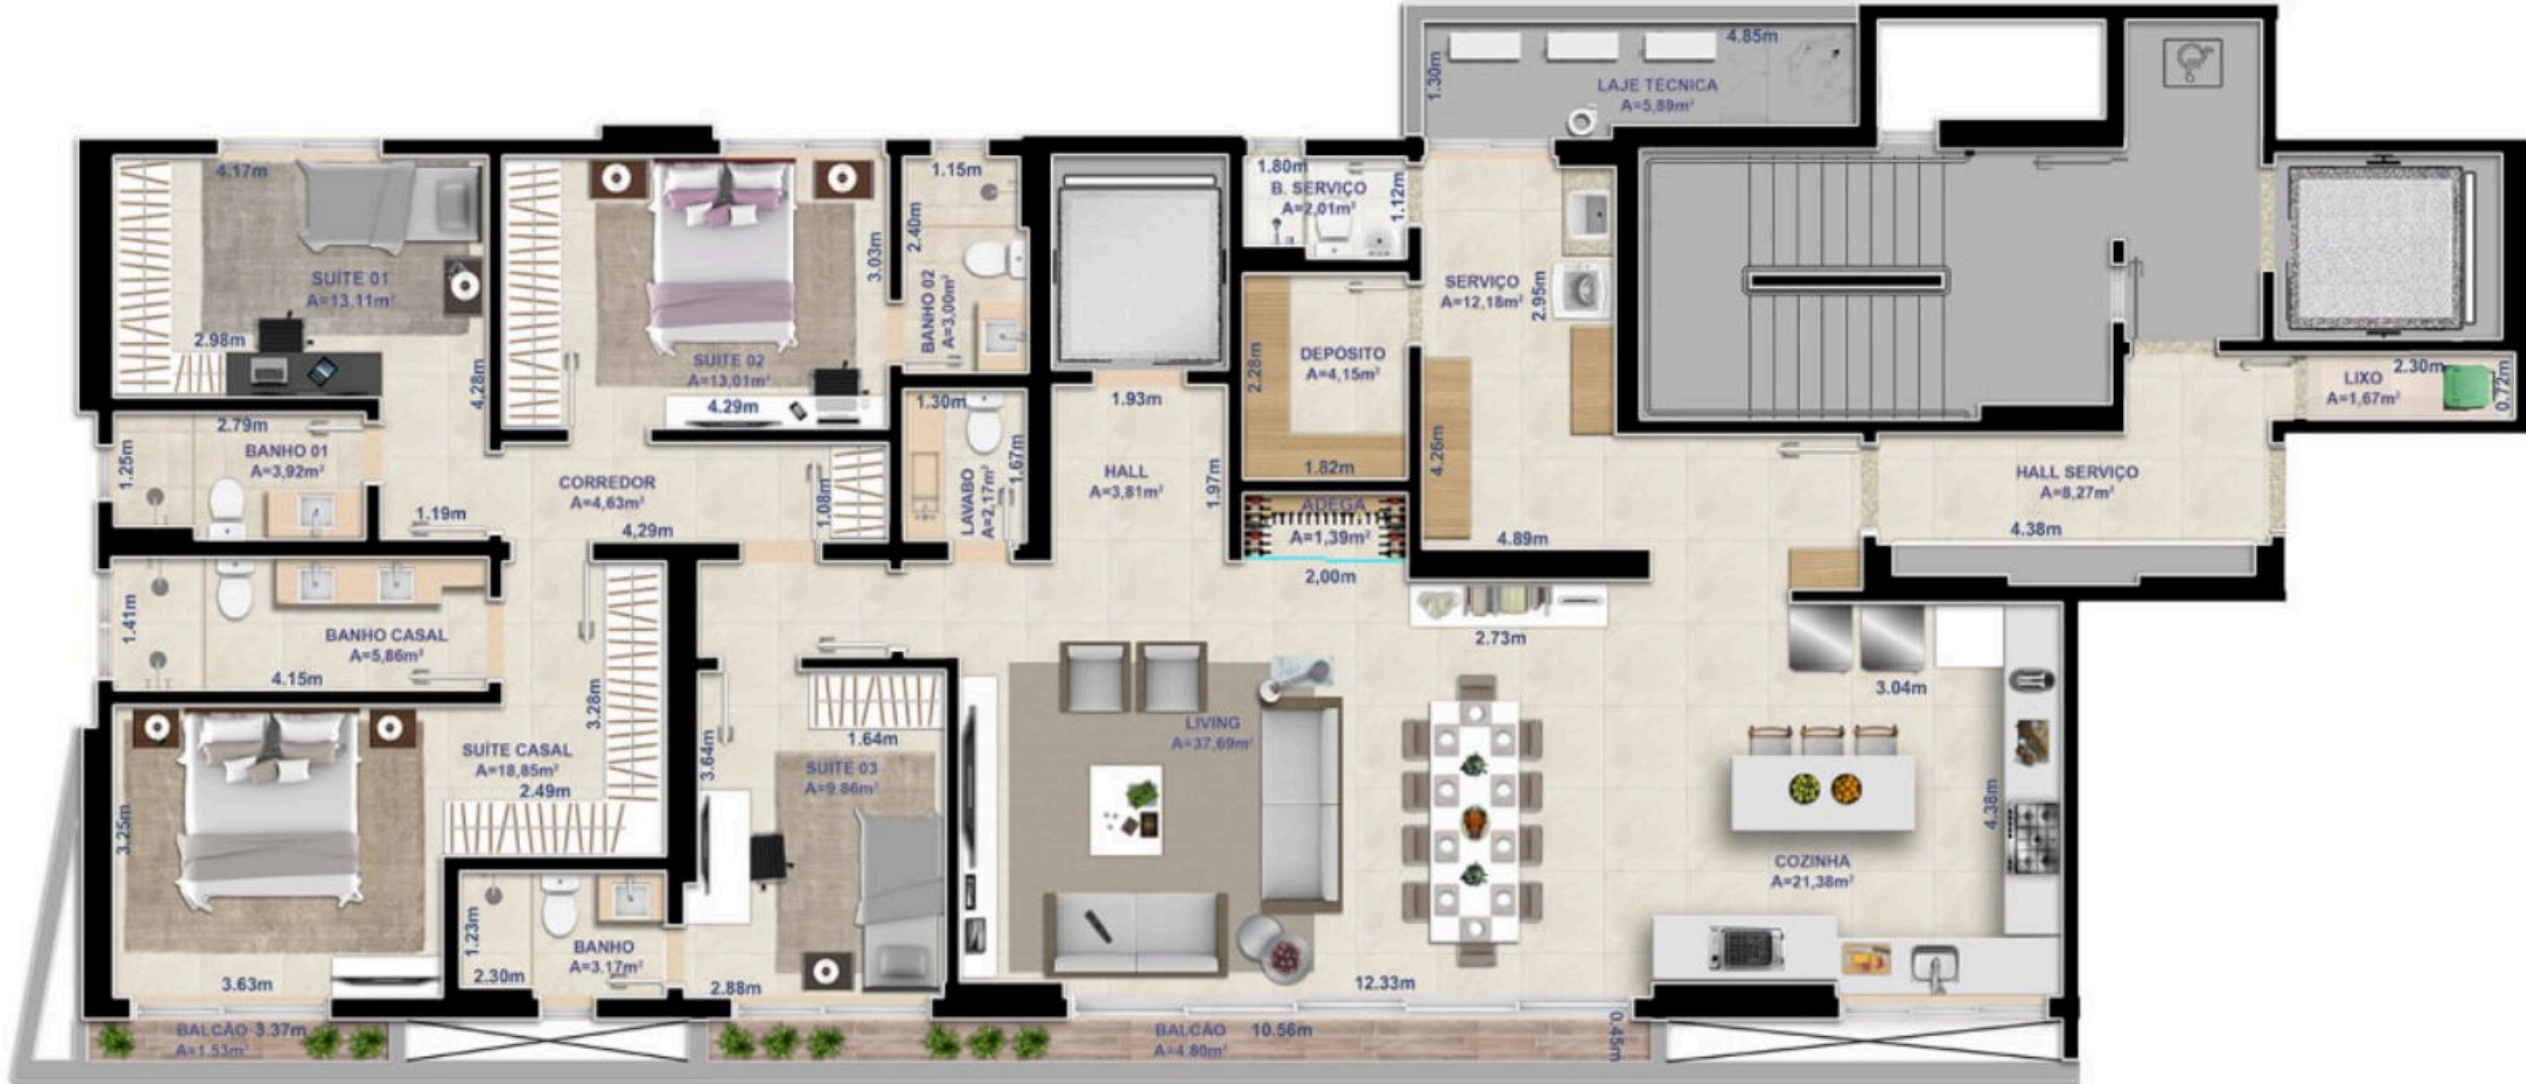 4.85m
1.30m
LAJE TÉCNICA
A=5,89m²
4.17m
SUÍTE 01
A=13,11m²
2.98m
4,28m
3.03m
SUÍTE 02
A=13,01m²
4.29m
1.15m
2.40m
BANHO 02
A=3,00m²
1.80m
B. SERVIÇO
A=2,01m²
1.12m
SERVIÇO
A=12,18m²
2.95m
DEPÓSITO
A=4,15m²
2.28m
1.82m
4.26m
4.89m
LIXO
A=1,67m²
2.30m
0.72m
2.79m
BANHO 01
A=3,92m²
1.25m
1.19m
CORREDOR
A=4,63m²
4,29m
1.08m
1.30m
LAVABO
A=2,17m²
1.67m
1.93m
HALL
A=3,81m²
1.97m
ADEGA
A=1,39m²
2,00m
HALL SERVIÇO
A=8,27m²
4.38m
1.41m
BANHO CASAL
A=5,86m²
4.15m
3.28m
SUÍTE CASAL
A=18,85m²
2.49m
3.25m
3.63m
3.64m
1.64m
SUÍTE 03
A=9.86m²
2.88m
1.23m
BANHO
A=3.17m²
2.30m
LIVING
A=37,69m²
2.73m
12.33m
3.04m
4.38m
COZINHA
A=21,38m²
BALCÃO 3.37m
A=1.53m²
BALCÃO 10.56m
A=4.80m²
0.45m